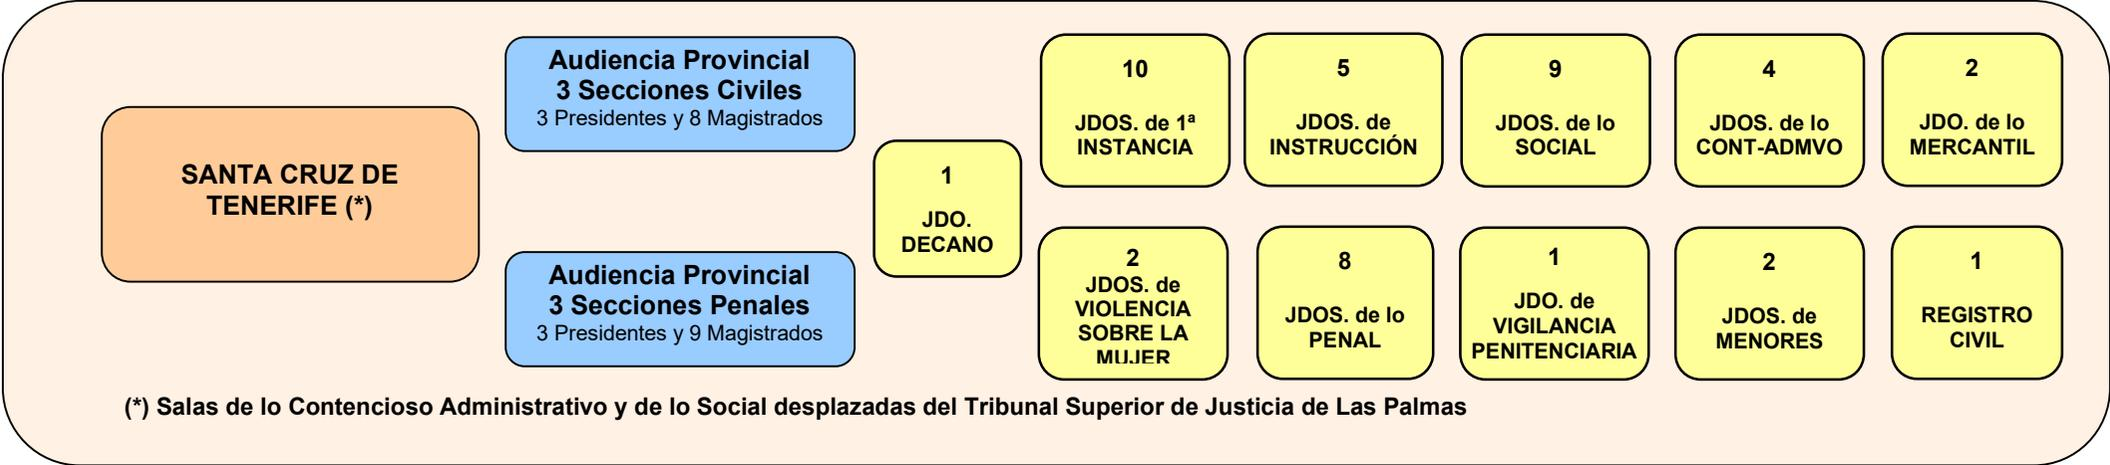 SANTA CRUZ DE
TENERIFE (*)
Audiencia Provincial
3 Secciones Civiles
3 Presidentes y 8 Magistrados
Audiencia Provincial
3 Secciones Penales
3 Presidentes y 9 Magistrados
1
JDO.
DECANO
10
JDOS. de 1ª
INSTANCIA
5
JDOS. de
INSTRUCCIÓN
9
JDOS. de lo
SOCIAL
4
JDOS. de lo
CONT-ADMVO
2
JDO. de lo
MERCANTIL
2
JDOS. de
VIOLENCIA
SOBRE LA
MUJER
8
JDOS. de lo
PENAL
1
JDO. de
VIGILANCIA
PENITENCIARIA
2
JDOS. de
MENORES
1
REGISTRO
CIVIL
(*) Salas de lo Contencioso Administrativo y de lo Social desplazadas del Tribunal Superior de Justicia de Las Palmas